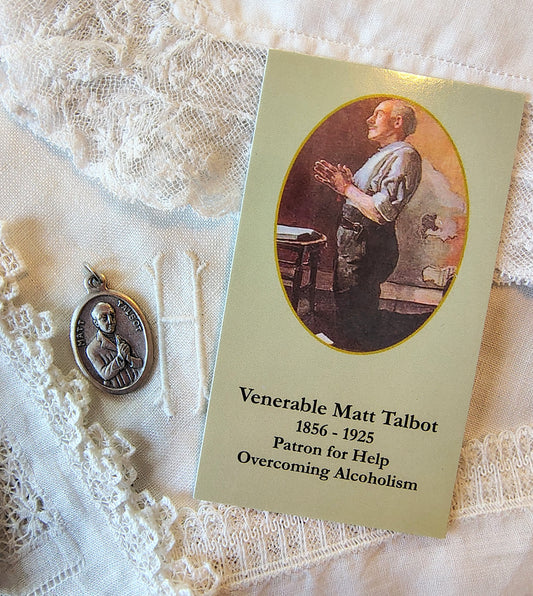 MATT TALBOT
H
Venerable Matt Talbot
1856 - 1925
Patron for Help
Overcoming Alcoholism